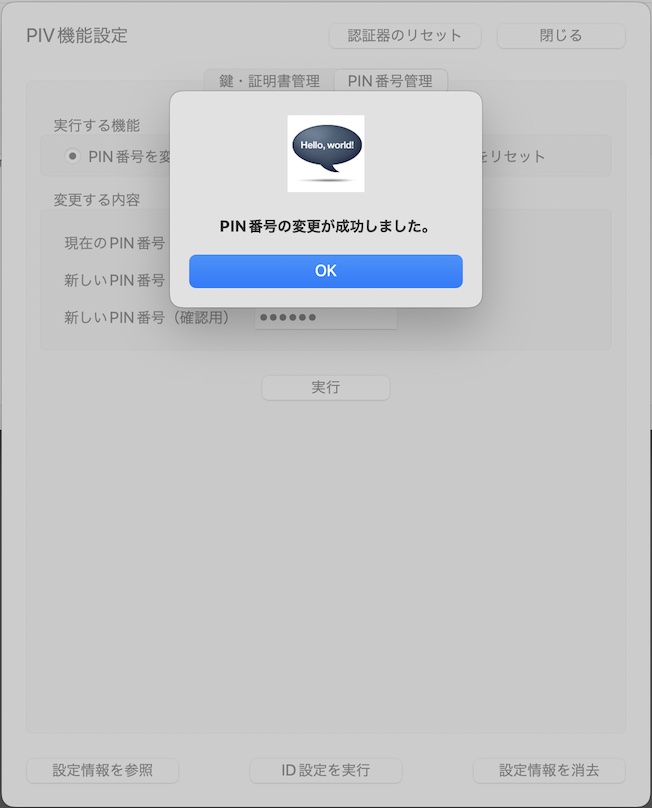 PIV機能設定
認証器のリセット
閉じる
鍵・証明書管理
PIN番号管理
実行する機能
PIN番号を変
をリセット
変更する内容
現在のPIN番号
新しいPIN番号
新しいPIN番号（確認用）
●●●●●●
Hello, world!
PIN番号の変更が成功しました。
OK
実行
設定情報を参照
ID設定を実行
設定情報を消去